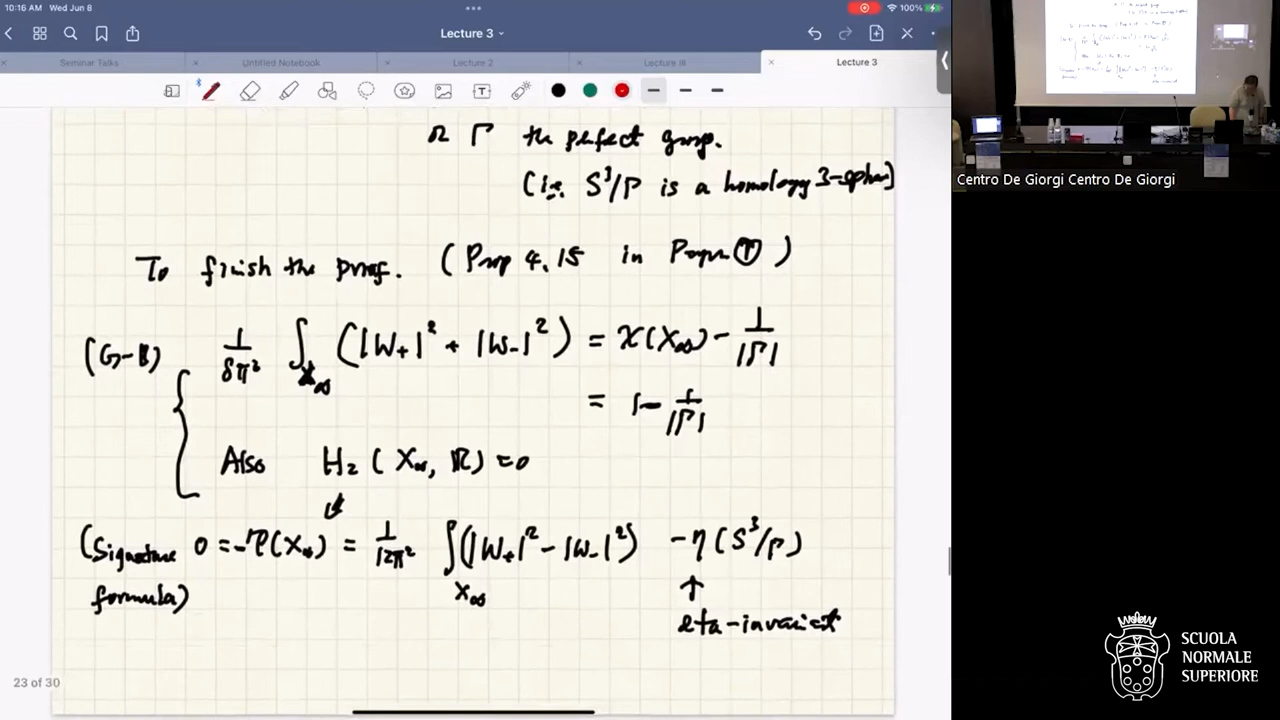 10:16 AM Wed Jun 8
100%
Lecture 3
Seminar Talks
Untitled Notebook
Lecture 2
Lecture III
Lecture 3
Γ the perfect group.
(i.e. S³/Γ is a homology 3-sphere)
To finish the proof. (Prop 4.15 in Paper ①)
(G-B) 1/8π² ∫_{X∞} (|W+|² + |W-|²) = χ(X∞) - 1/|Γ|
= 1 - 1/|Γ|
Also H₂ (X∞, ℝ) = 0
(Signature formula) 0 = τ(X∞) = 1/12π² ∫_{X∞} (|W+|² - |W-|²) - η(S³/Γ)
↑
eta-invariant
23 of 30
Centro De Giorgi Centro De Giorgi
SCUOLA
NORMALE
SUPERIORE